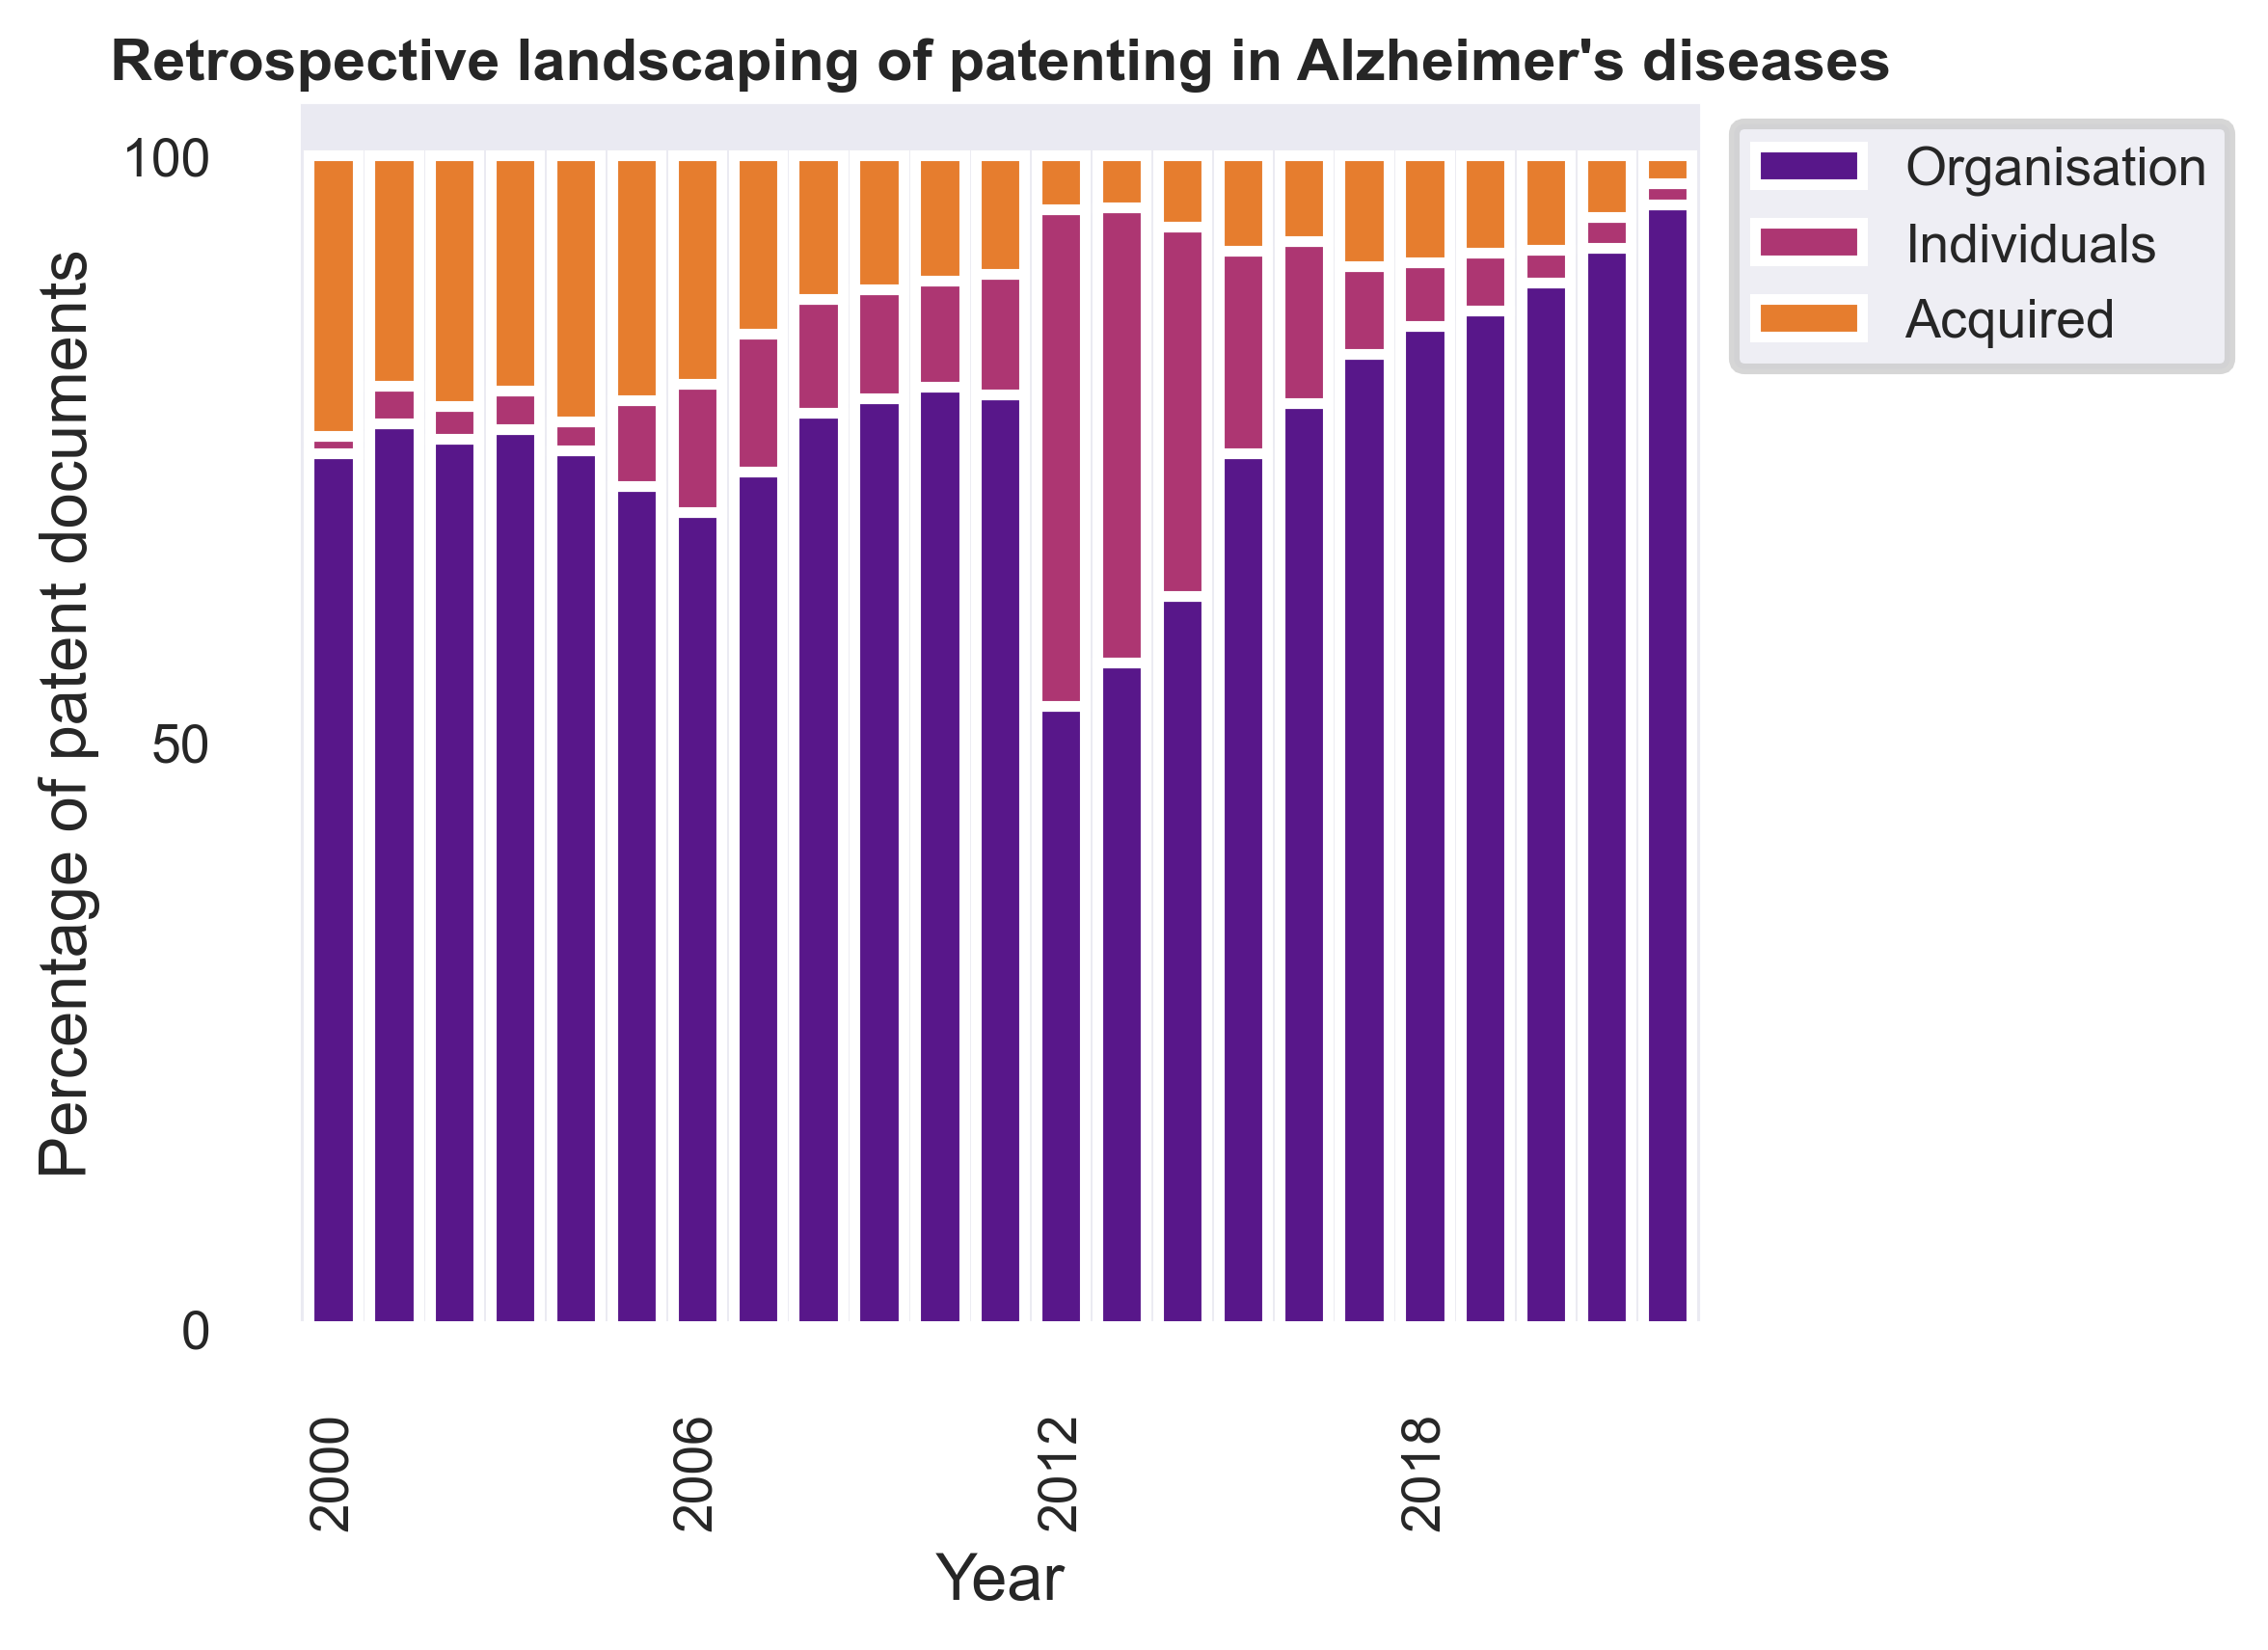 Retrospective landscaping of patenting in Alzheimer's diseases
Organisation
Individuals
Acquired
Percentage of patent documents
100
50
0
2000
2006
2012
2018
Year